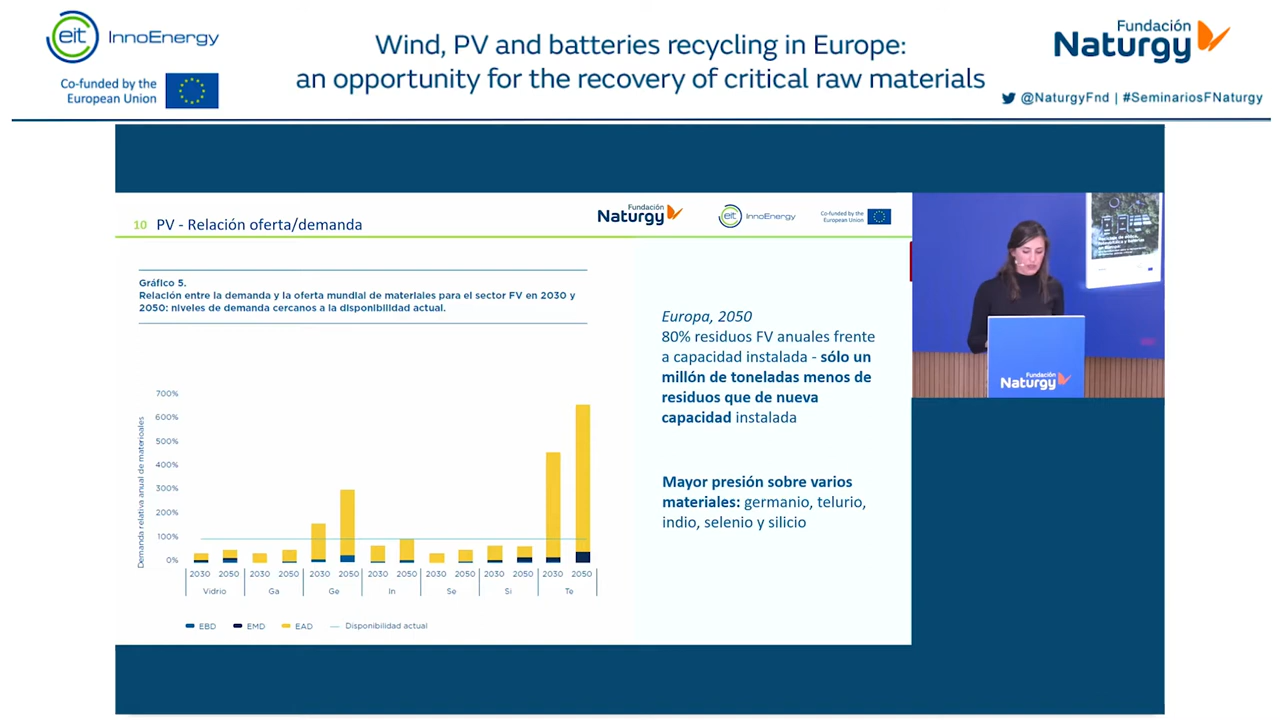 eit InnoEnergy
Co-funded by the
European Union
Wind, PV and batteries recycling in Europe:
an opportunity for the recovery of critical raw materials
Fundación
Naturgy
@NaturgyFnd | #SeminariosFNaturgy
10 PV - Relación oferta/demanda
Fundación
Naturgy
eit InnoEnergy
Co-funded by the
European Union
Gráfico 5.
Relación entre la demanda y la oferta mundial de materiales para el sector FV en 2030 y
2050: niveles de demanda cercanos a la disponibilidad actual.
Demanda relativa anual de materiales
700%
600%
500%
400%
300%
200%
100%
0%
2030 2050 2030 2050 2030 2050 2030 2050 2030 2050 2030 2050 2030 2050
Vidrio Ga Ge In Se Si Te
EBD EMD EAD Disponibilidad actual
Europa, 2050
80% residuos FV anuales frente
a capacidad instalada - sólo un
millón de toneladas menos de
residuos que de nueva
capacidad instalada
Mayor presión sobre varios
materiales: germanio, telurio,
indio, selenio y silicio
Fundación
Naturgy